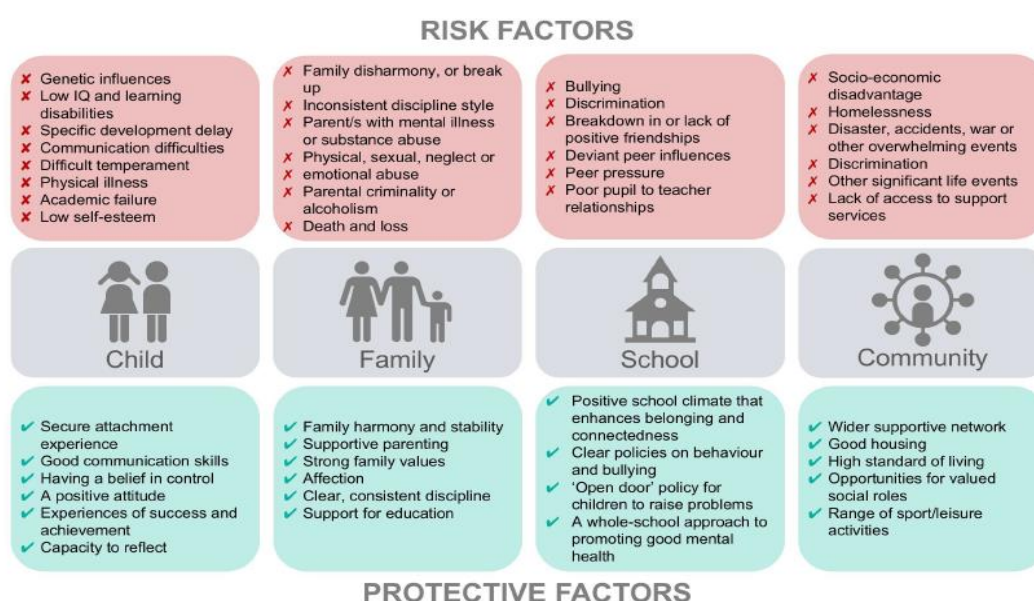 RISK FACTORS
✘ Genetic influences
✘ Low IQ and learning
disabilities
✘ Specific development delay
✘ Communication difficulties
✘ Difficult temperament
✘ Physical illness
✘ Academic failure
✘ Low self-esteem
✗ Family disharmony, or break
up
✗ Inconsistent discipline style
✗ Parent/s with mental illness
or substance abuse
✗ Physical, sexual, neglect or
✗ emotional abuse
✗ Parental criminality or
alcoholism
✗ Death and loss
✗ Bullying
✗ Discrimination
✗ Breakdown in or lack of
positive friendships
✗ Deviant peer influences
✗ Peer pressure
✗ Poor pupil to teacher
relationships
✗ Socio-economic
disadvantage
✗ Homelessness
✗ Disaster, accidents, war or
other overwhelming events
✗ Discrimination
✗ Other significant life events
✗ Lack of access to support
services
Child
Family
School
Community
✔ Secure attachment
experience
✔ Good communication skills
✔ Having a belief in control
✔ A positive attitude
✔ Experiences of success and
achievement
✔ Capacity to reflect
✔ Family harmony and stability
✔ Supportive parenting
✔ Strong family values
✔ Affection
✔ Clear, consistent discipline
✔ Support for education
✔ Positive school climate that
enhances belonging and
connectedness
✔ Clear policies on behaviour
and bullying
✔ ‘Open door’ policy for
children to raise problems
✔ A whole-school approach to
promoting good mental
health
✔ Wider supportive network
✔ Good housing
✔ High standard of living
✔ Opportunities for valued
social roles
✔ Range of sport/leisure
activities
PROTECTIVE FACTORS